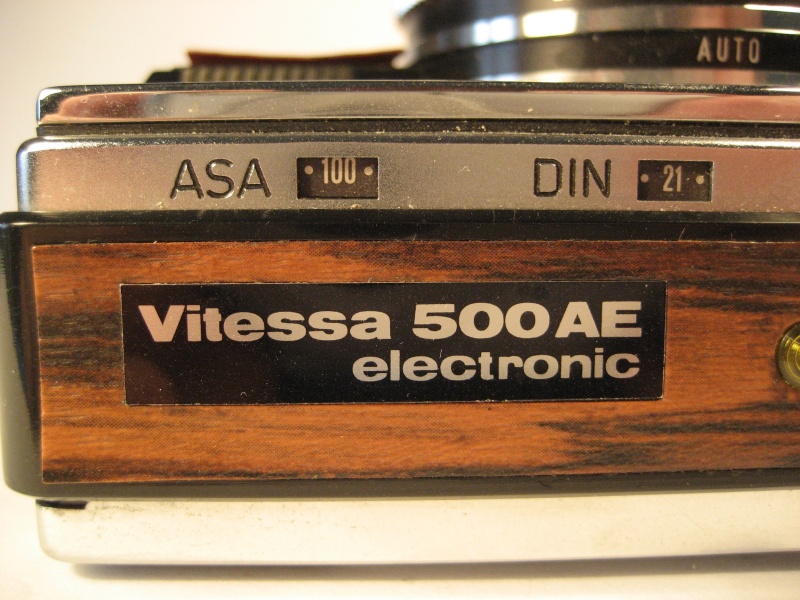 AUTO
ASA 100 DIN 21
Vitessa 500AE
electronic